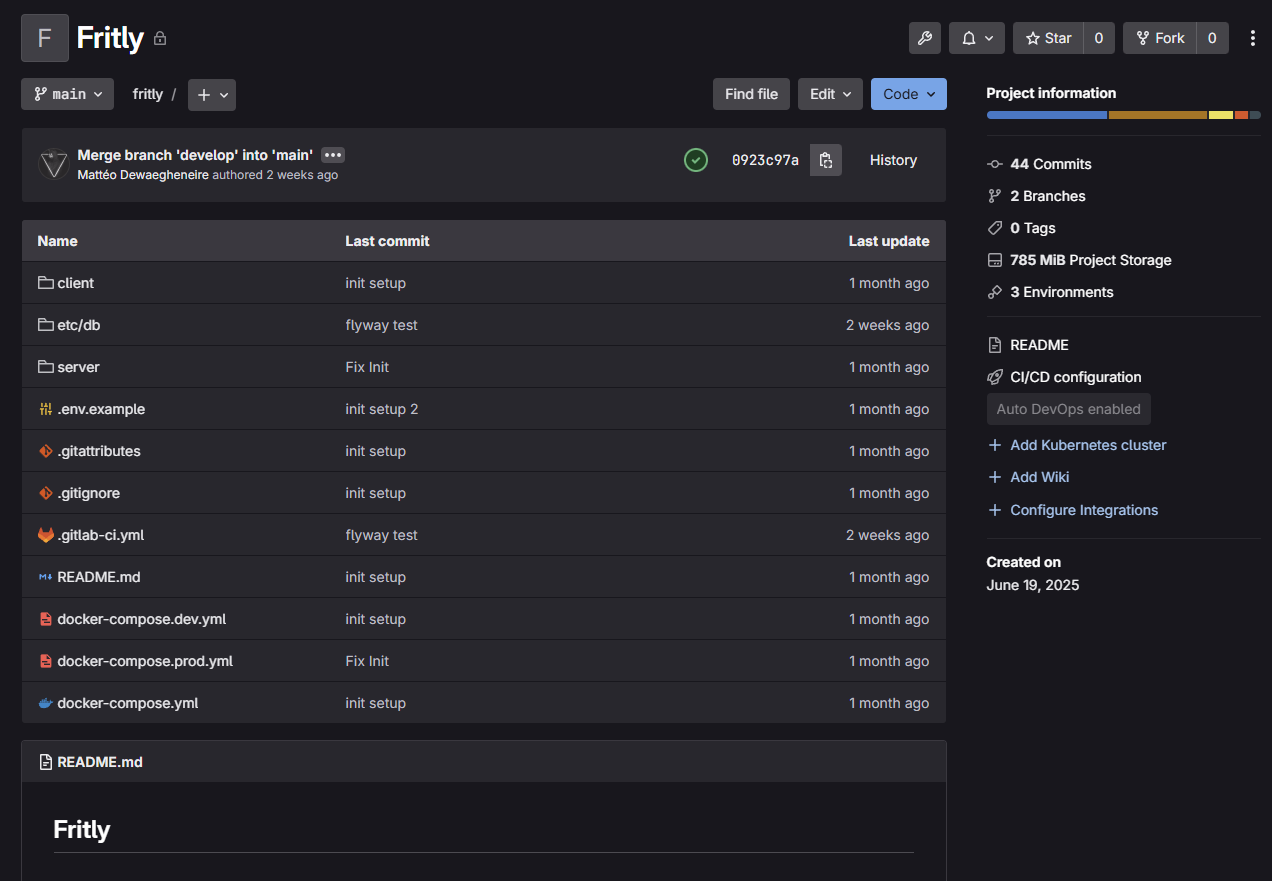 F Fritly
Star 0 Fork 0
main fritly / Find file Edit Code
Merge branch 'develop' into 'main'
Mattéo Dewaegheneire authored 2 weeks ago
0923c97a History
Name Last commit Last update
client init setup 1 month ago
etc/db flyway test 2 weeks ago
server Fix Init 1 month ago
.env.example init setup 2 1 month ago
.gitattributes init setup 1 month ago
.gitignore init setup 1 month ago
.gitlab-ci.yml flyway test 2 weeks ago
README.md init setup 1 month ago
docker-compose.dev.yml init setup 1 month ago
docker-compose.prod.yml Fix Init 1 month ago
docker-compose.yml init setup 1 month ago
README.md
Fritly
Project information
44 Commits
2 Branches
0 Tags
785 MiB Project Storage
3 Environments
README
CI/CD configuration
Auto DevOps enabled
Add Kubernetes cluster
Add Wiki
Configure Integrations
Created on
June 19, 2025